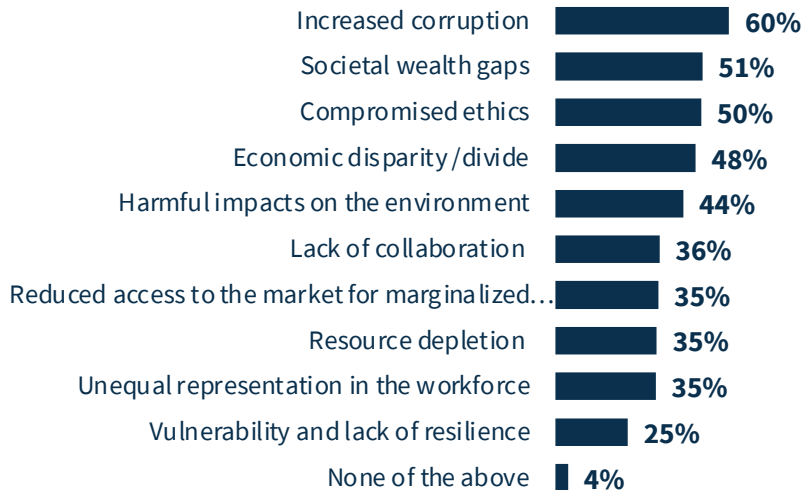 Increased corruption 60%
Societal wealth gaps 51%
Compromised ethics 50%
Economic disparity/divide 48%
Harmful impacts on the environment 44%
Lack of collaboration 36%
Reduced access to the market for marginalized... 35%
Resource depletion 35%
Unequal representation in the workforce 35%
Vulnerability and lack of resilience 25%
None of the above 4%